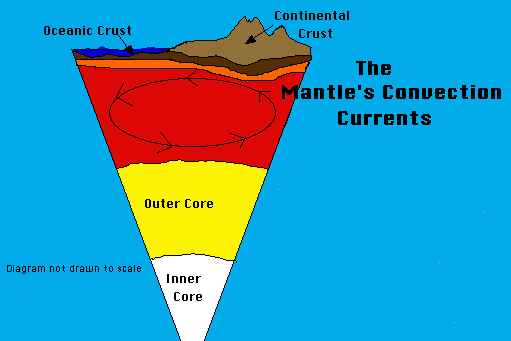 Continental
Crust
Oceanic Crust
The
Mantle's Convection
Currents
Outer Core
Diagram not drawn to scale
Inner
Core